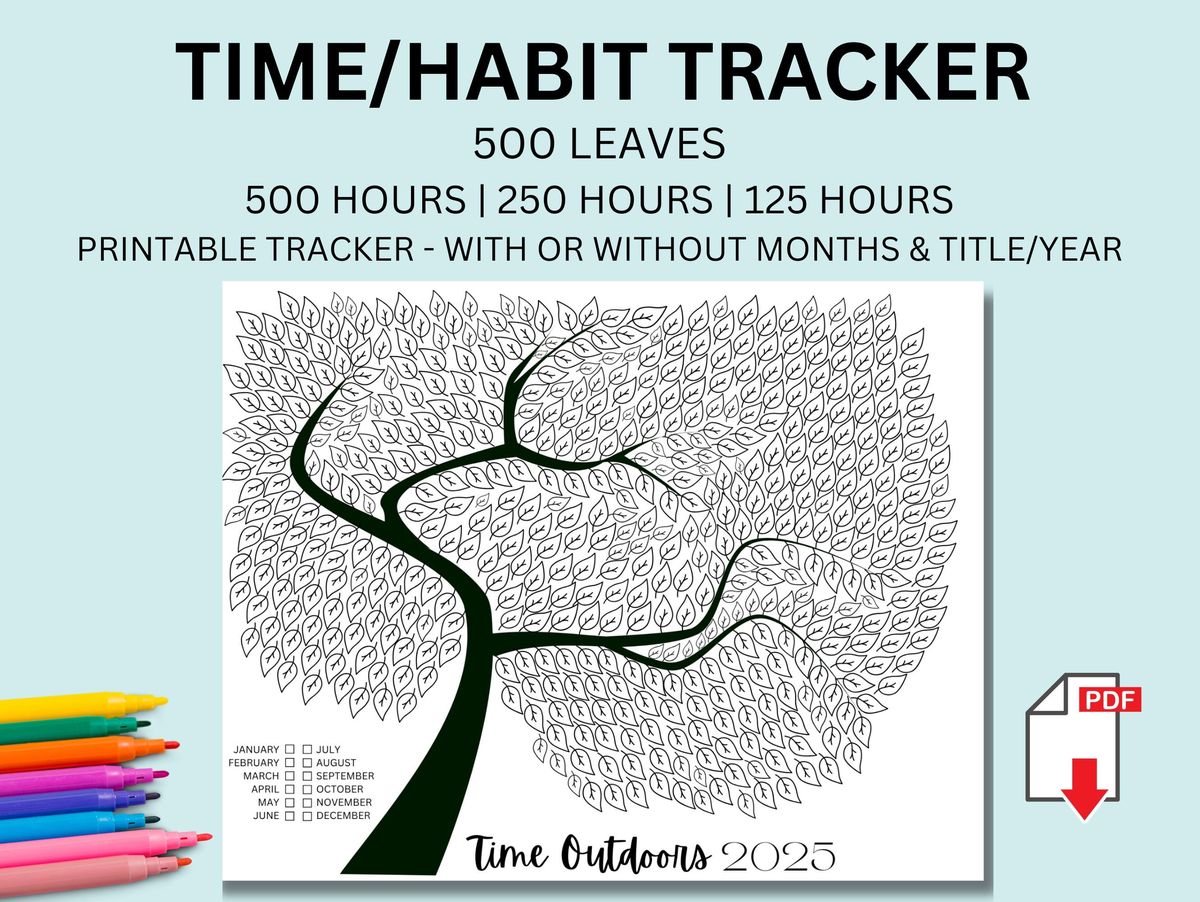 TIME/HABIT TRACKER
500 LEAVES
500 HOURS | 250 HOURS | 125 HOURS
PRINTABLE TRACKER - WITH OR WITHOUT MONTHS & TITLE/YEAR
PDF
JANUARY JULY
FEBRUARY AUGUST
MARCH SEPTEMBER
APRIL OCTOBER
MAY NOVEMBER
JUNE DECEMBER
Time Outdoors 2025